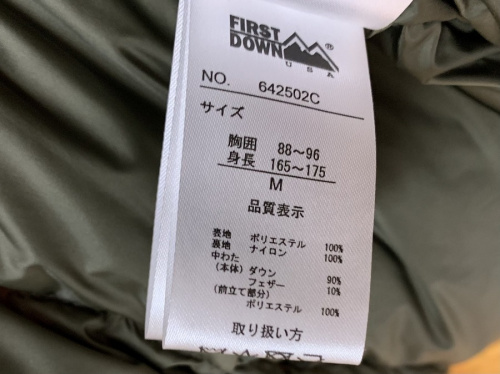 FIRST
DOWN®
USA
NO. 642502C
サイズ
胸囲 88～96
身長 165～175
M
品質表示
表地 ポリエステル 100%
裏地 ナイロン 100%
中わた
(本体) ダウン 90%
フェザー 10%
(前立て部分)
ポリエステル 100%
取り扱い方